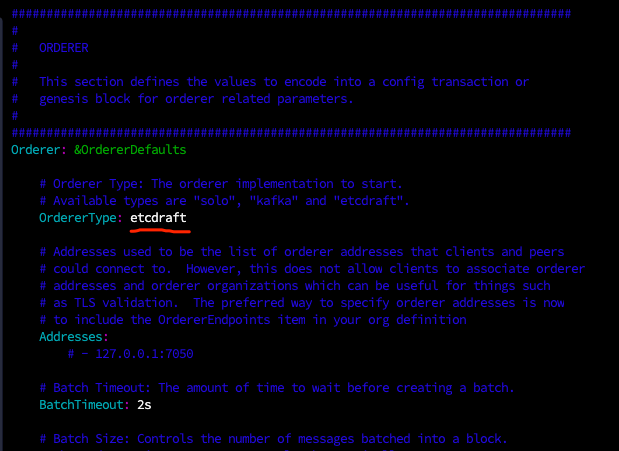 ################################################################################
#
#   ORDERER
#
#   This section defines the values to encode into a config transaction or
#   genesis block for orderer related parameters.
#
################################################################################
Orderer: &OrdererDefaults
# Orderer Type: The orderer implementation to start.
# Available types are "solo", "kafka" and "etcdraft".
OrdererType: etcdraft
# Addresses used to be the list of orderer addresses that clients and peers
# could connect to.  However, this does not allow clients to associate orderer
# addresses and orderer organizations which can be useful for things such
# as TLS validation.  The preferred way to specify orderer addresses is now
# to include the OrdererEndpoints item in your org definition
Addresses:
# - 127.0.0.1:7050
# Batch Timeout: The amount of time to wait before creating a batch.
BatchTimeout: 2s
# Batch Size: Controls the number of messages batched into a block.